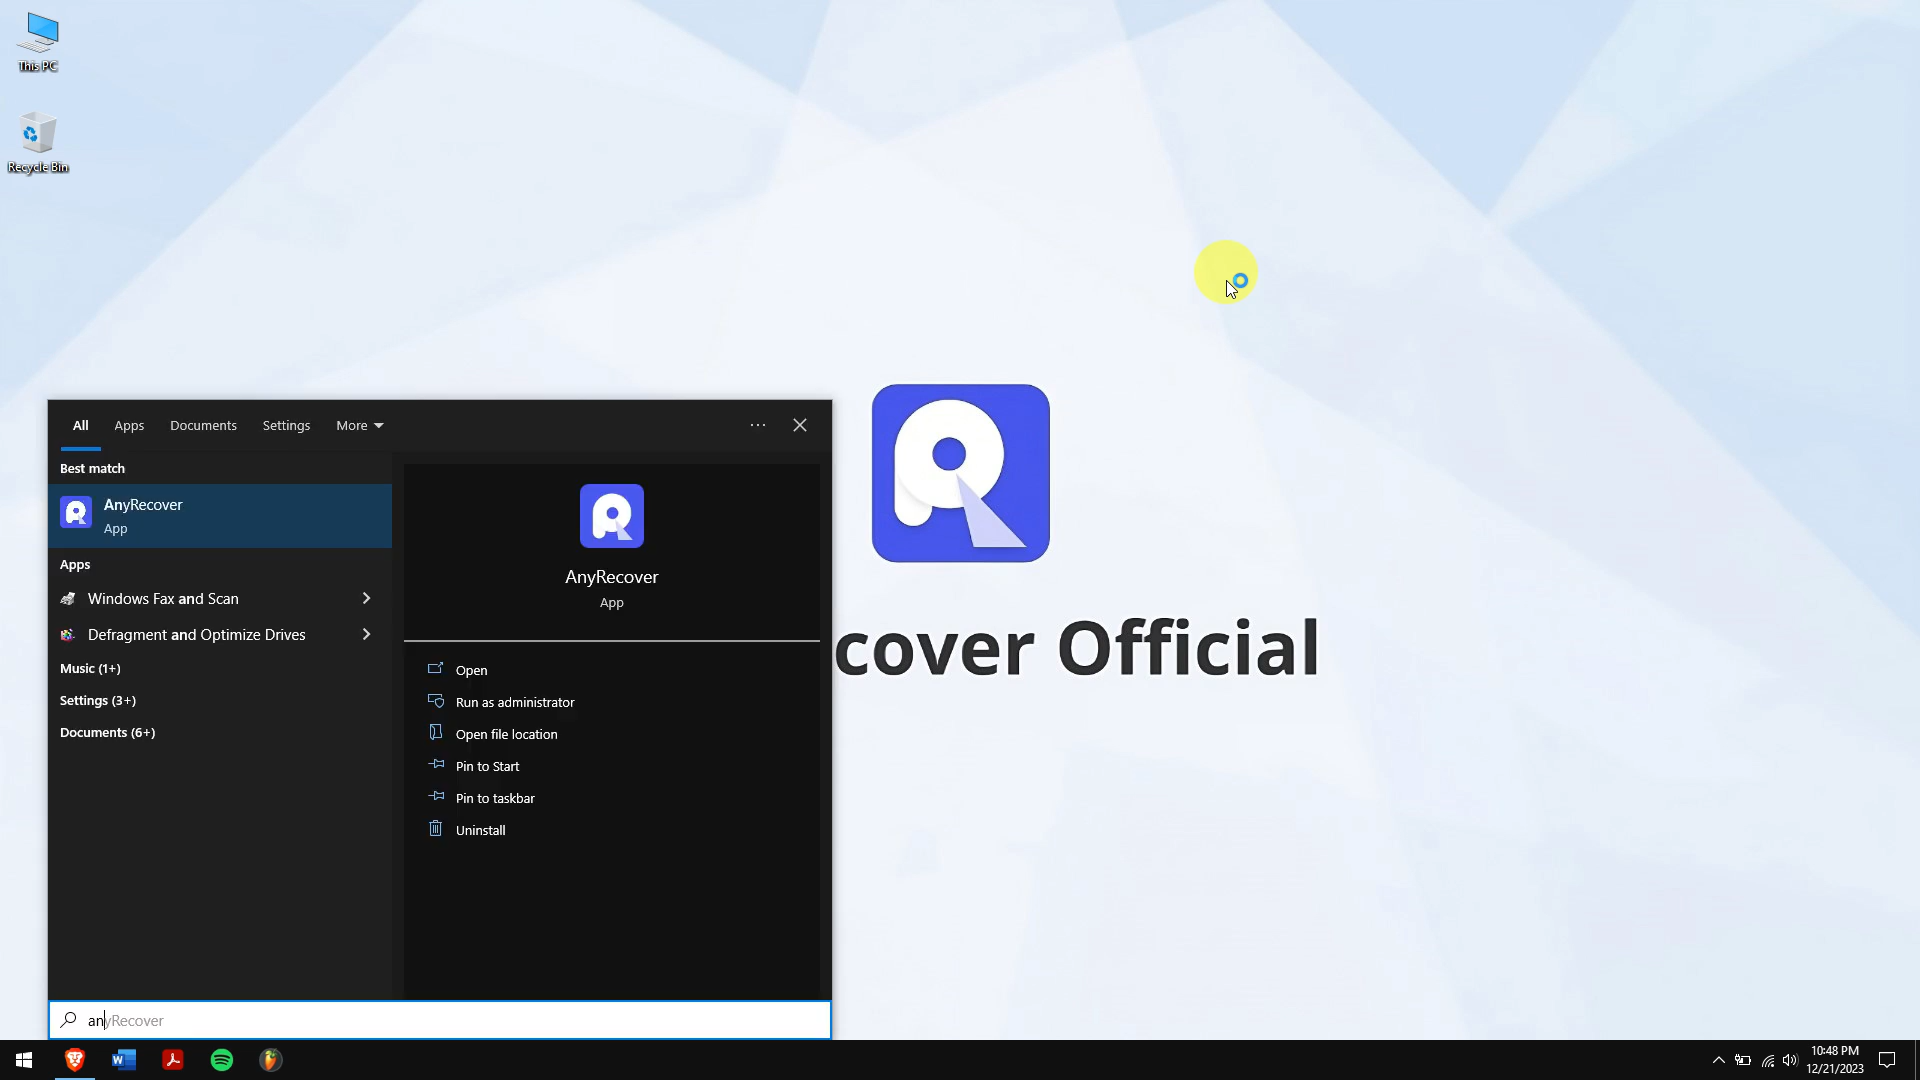 This PC
Recycle Bin
cover Official
All
Apps
Documents
Settings
More
Best match
AnyRecover
App
Apps
Windows Fax and Scan
Defragment and Optimize Drives
Music (1+)
Settings (3+)
Documents (6+)
AnyRecover
App
Open
Run as administrator
Open file location
Pin to Start
Pin to taskbar
Uninstall
anyRecover
10:48 PM
12/21/2023